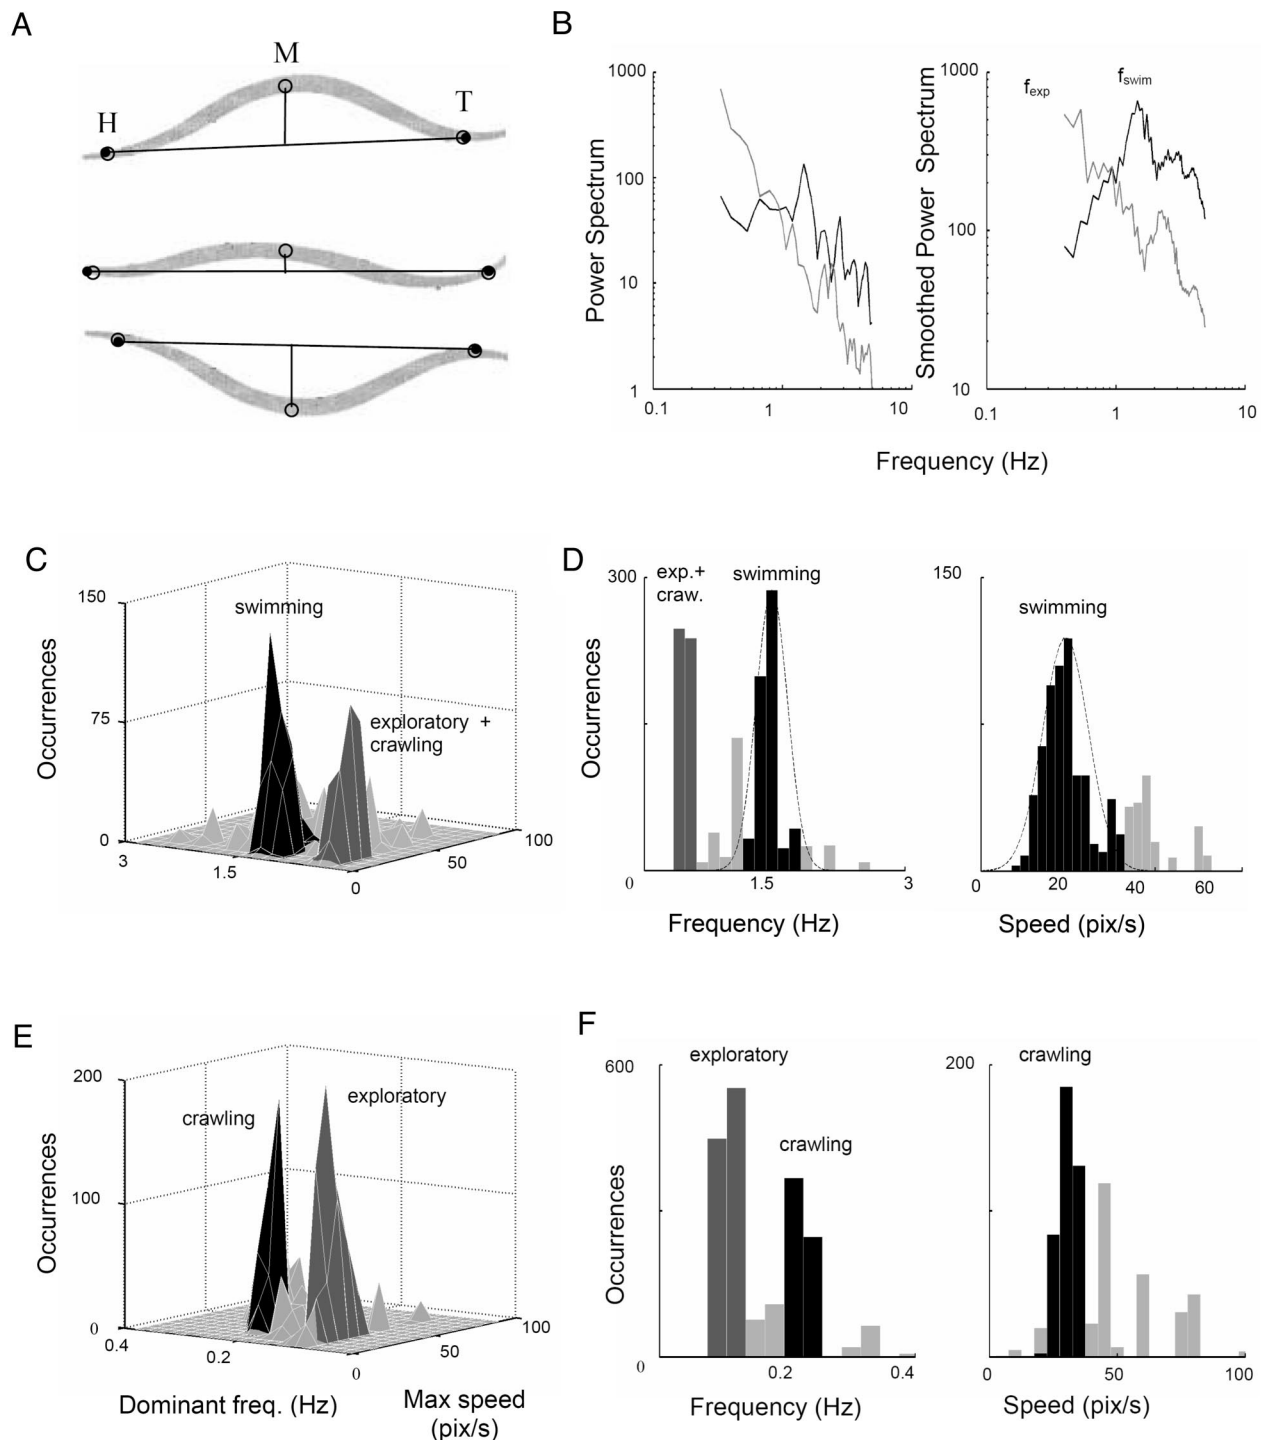 A
M
H
T
B
1000
100
10
1
0.1
1
10
Power Spectrum
1000
100
10
0.1
1
10
Smoothed Power Spectrum
fexp
fswim
Frequency (Hz)
C
150
75
0
3
1.5
0
50
100
Occurrences
swimming
exploratory +
crawling
D
300
0
1.5
3
Occurrences
exp.+
craw.
swimming
Frequency (Hz)
150
0
20
40
60
swimming
Speed (pix/s)
E
200
100
0
0.4
0.2
0
50
100
Occurrences
crawling
exploratory
Dominant freq. (Hz)
Max speed
(pix/s)
F
600
0
0.2
0.4
Occurrences
exploratory
crawling
Frequency (Hz)
200
0
50
100
crawling
Speed (pix/s)